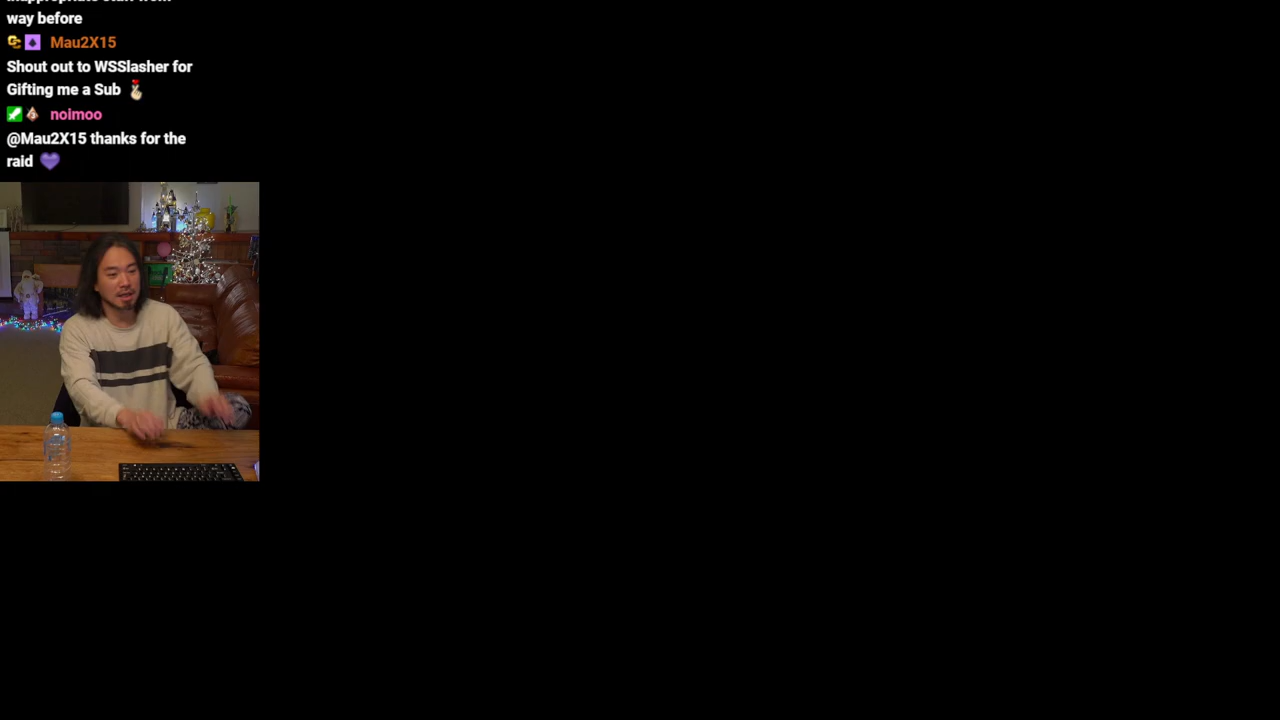 way before
Mau2X15
Shout out to WSSlasher for
Gifting me a Sub
noimoo
@Mau2X15 thanks for the
raid